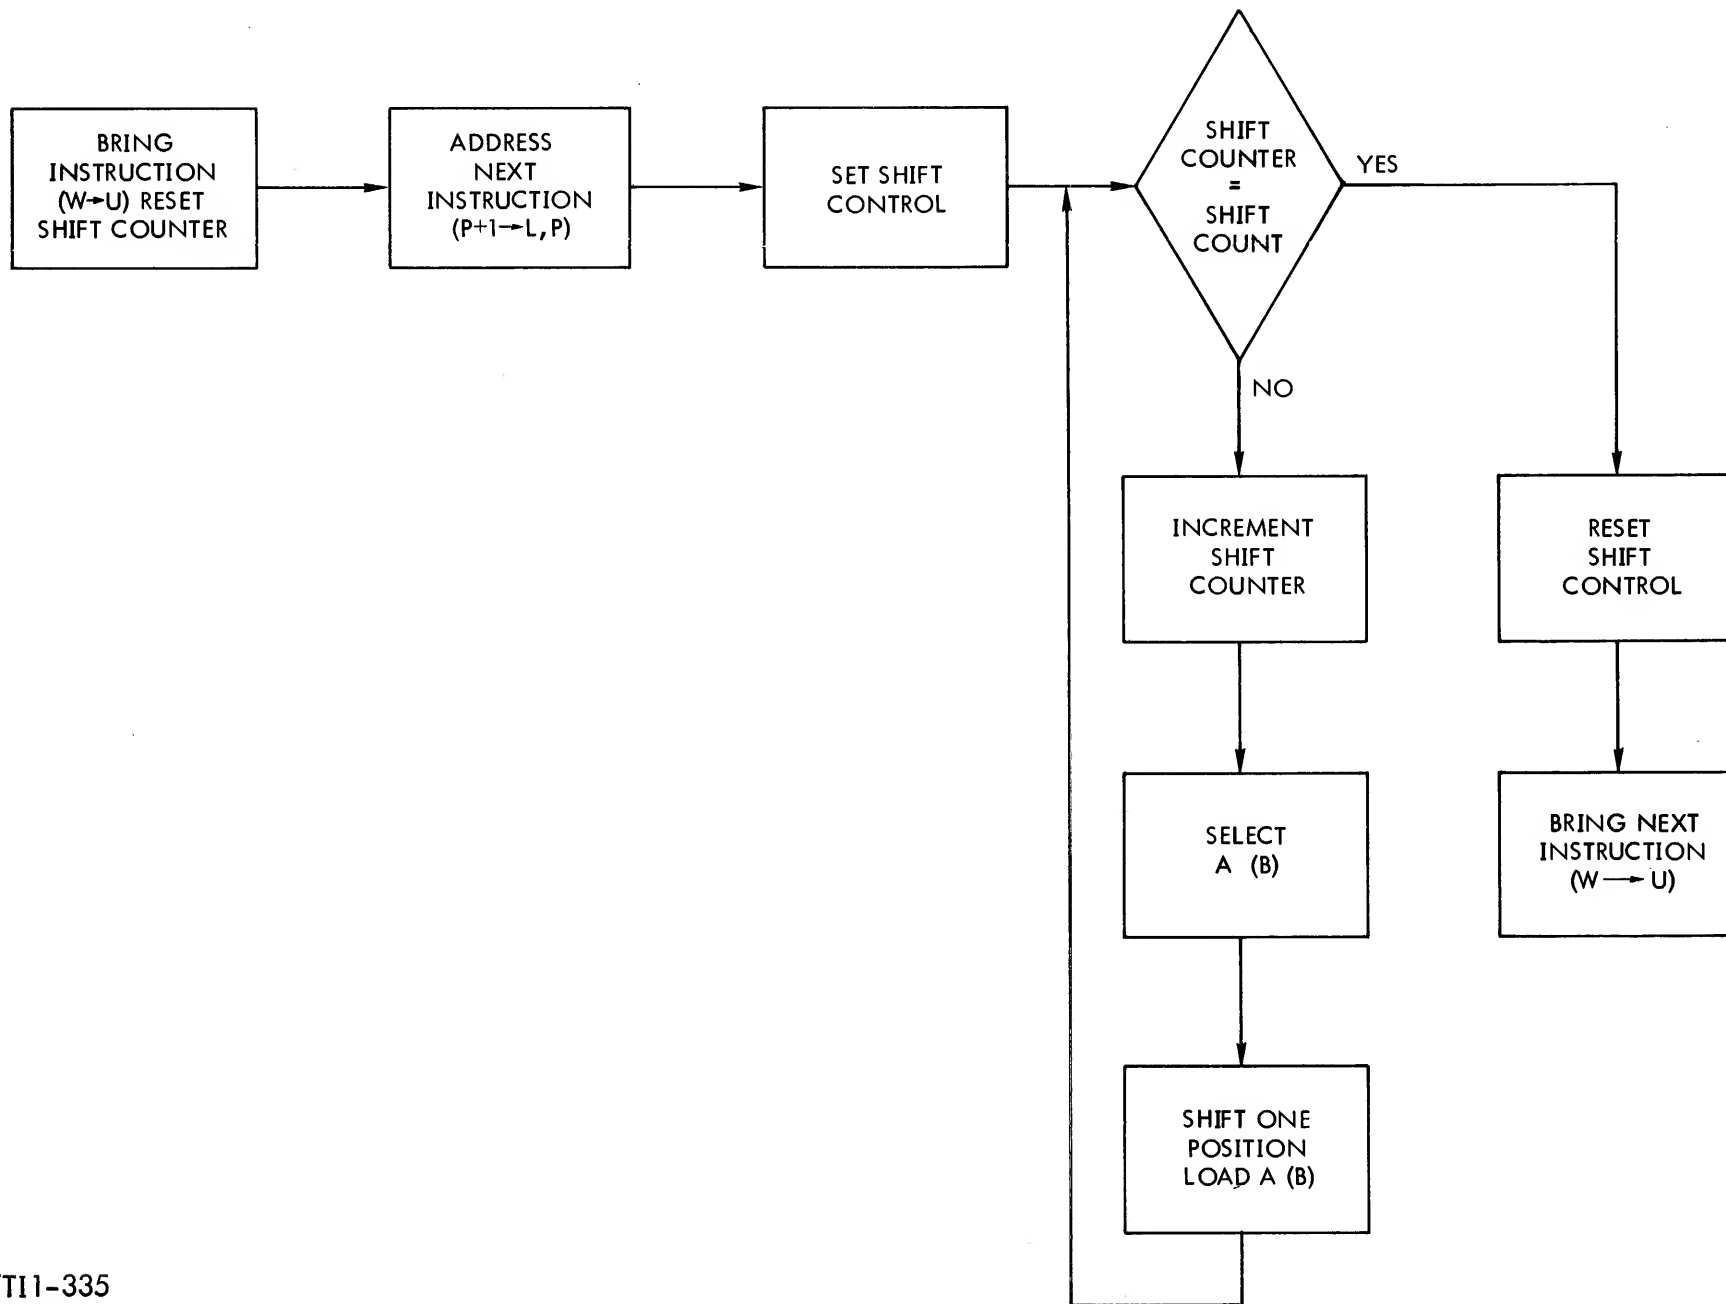 BRING
INSTRUCTION
(W→U) RESET
SHIFT COUNTER
ADDRESS
NEXT
INSTRUCTION
(P+1→L,P)
SET SHIFT
CONTROL
SHIFT
COUNTER
=
SHIFT
COUNT
YES
NO
INCREMENT
SHIFT
COUNTER
RESET
SHIFT
CONTROL
SELECT
A (B)
BRING NEXT
INSTRUCTION
(W → U)
SHIFT ONE
POSITION
LOAD A (B)
TI1-335